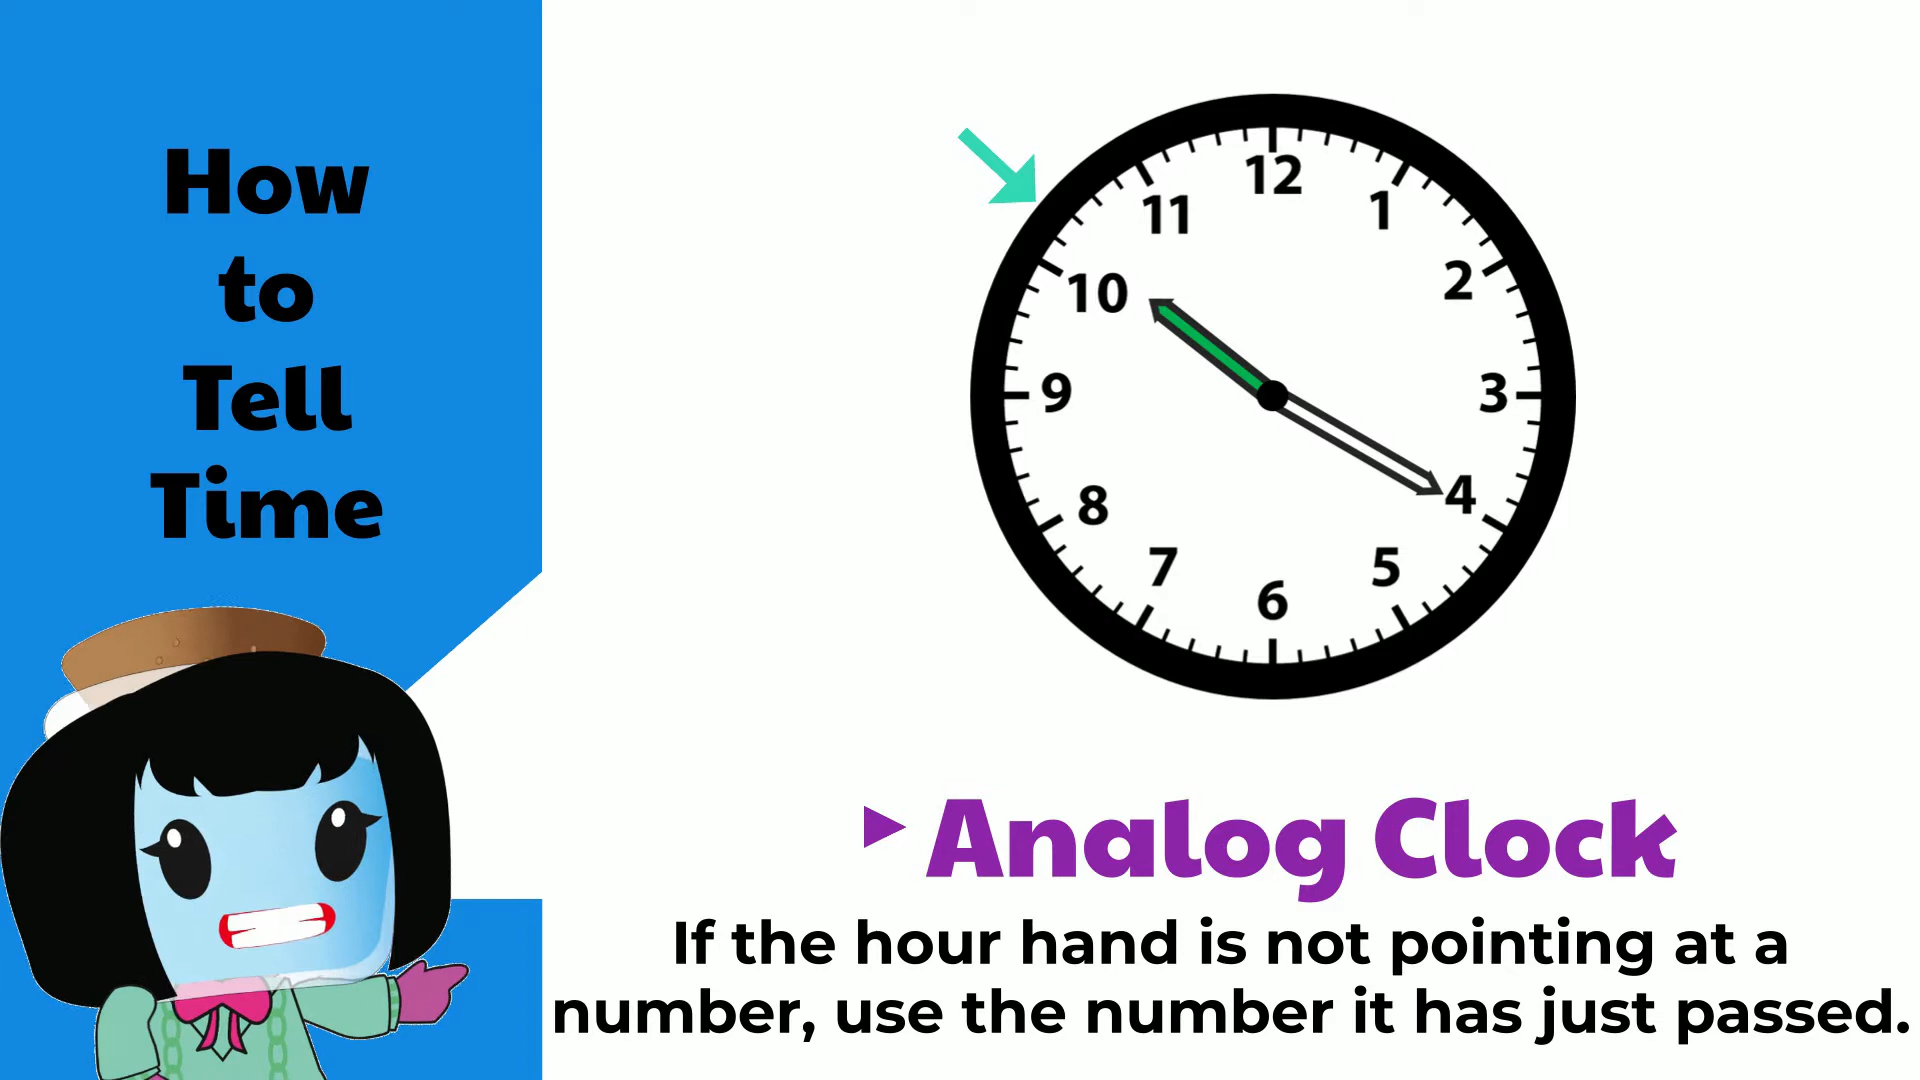 How
to
Tell
Time
12
1
2
3
4
5
6
7
8
9
10
11
Analog Clock
If the hour hand is not pointing at a
number, use the number it has just passed.